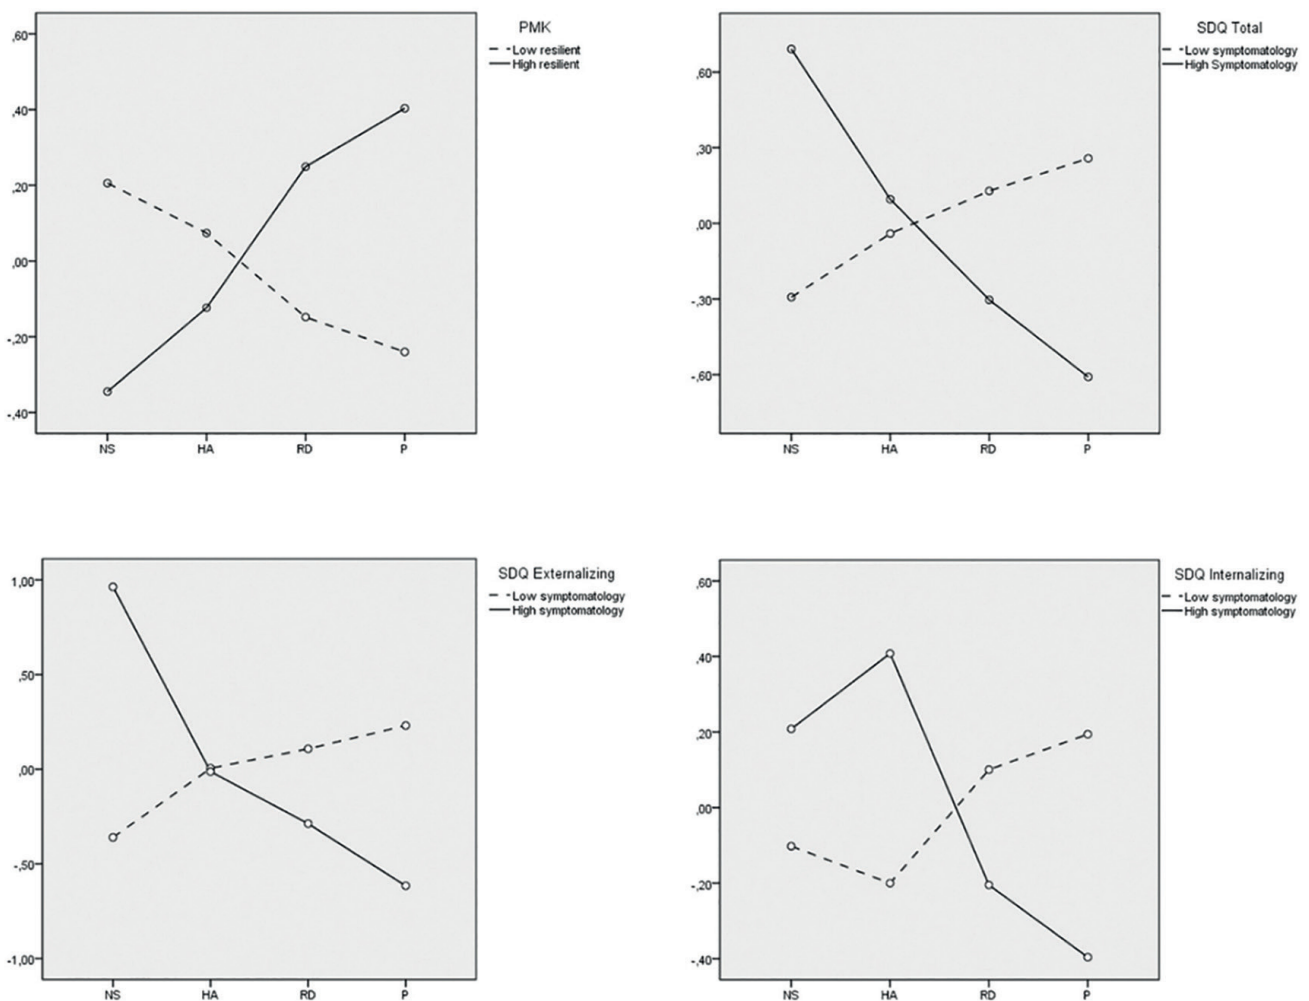 PMK
Low resilient
High resilient
,60
,40
,20
,00
-,20
-,40
NS HA RD P
SDQ Total
Low symptomatology
High Symptomatology
,60
,30
,00
-,30
-,60
NS HA RD P
SDQ Externalizing
Low symptomatology
High symptomatology
1,00
,50
,00
-,50
-1,00
NS HA RD P
SDQ Internalizing
Low symptomatology
High symptomatology
,60
,40
,20
,00
-,20
-,40
NS HA RD P